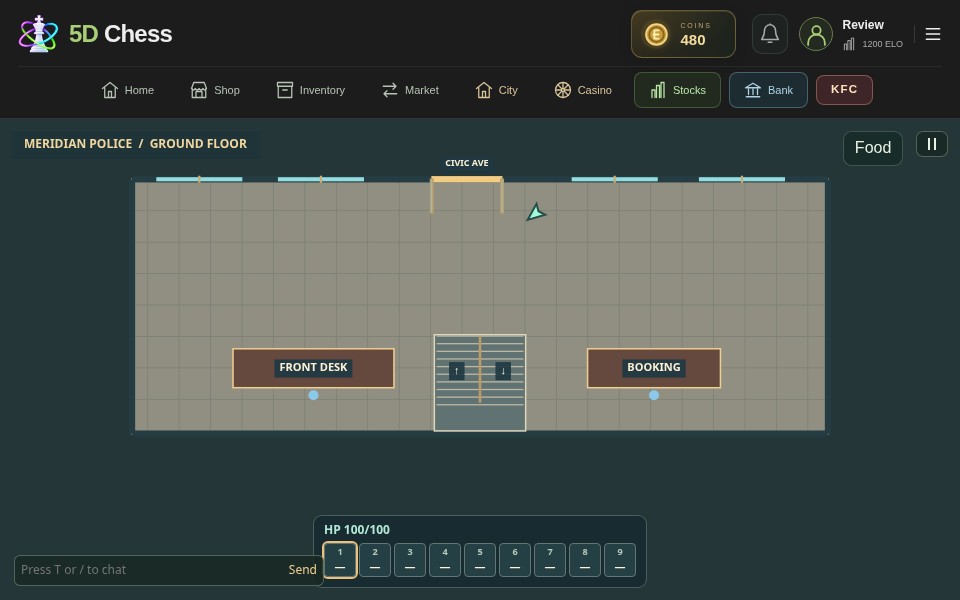 5D Chess
COINS
480
Review
1200 ELO
Home
Shop
Inventory
Market
City
Casino
Stocks
Bank
KFC
MERIDIAN POLICE / GROUND FLOOR
Food
CIVIC AVE
FRONT DESK
↑
↓
BOOKING
HP 100/100
1 2 3 4 5 6 7 8 9
— — — — — — — — —
Press T or / to chat
Send